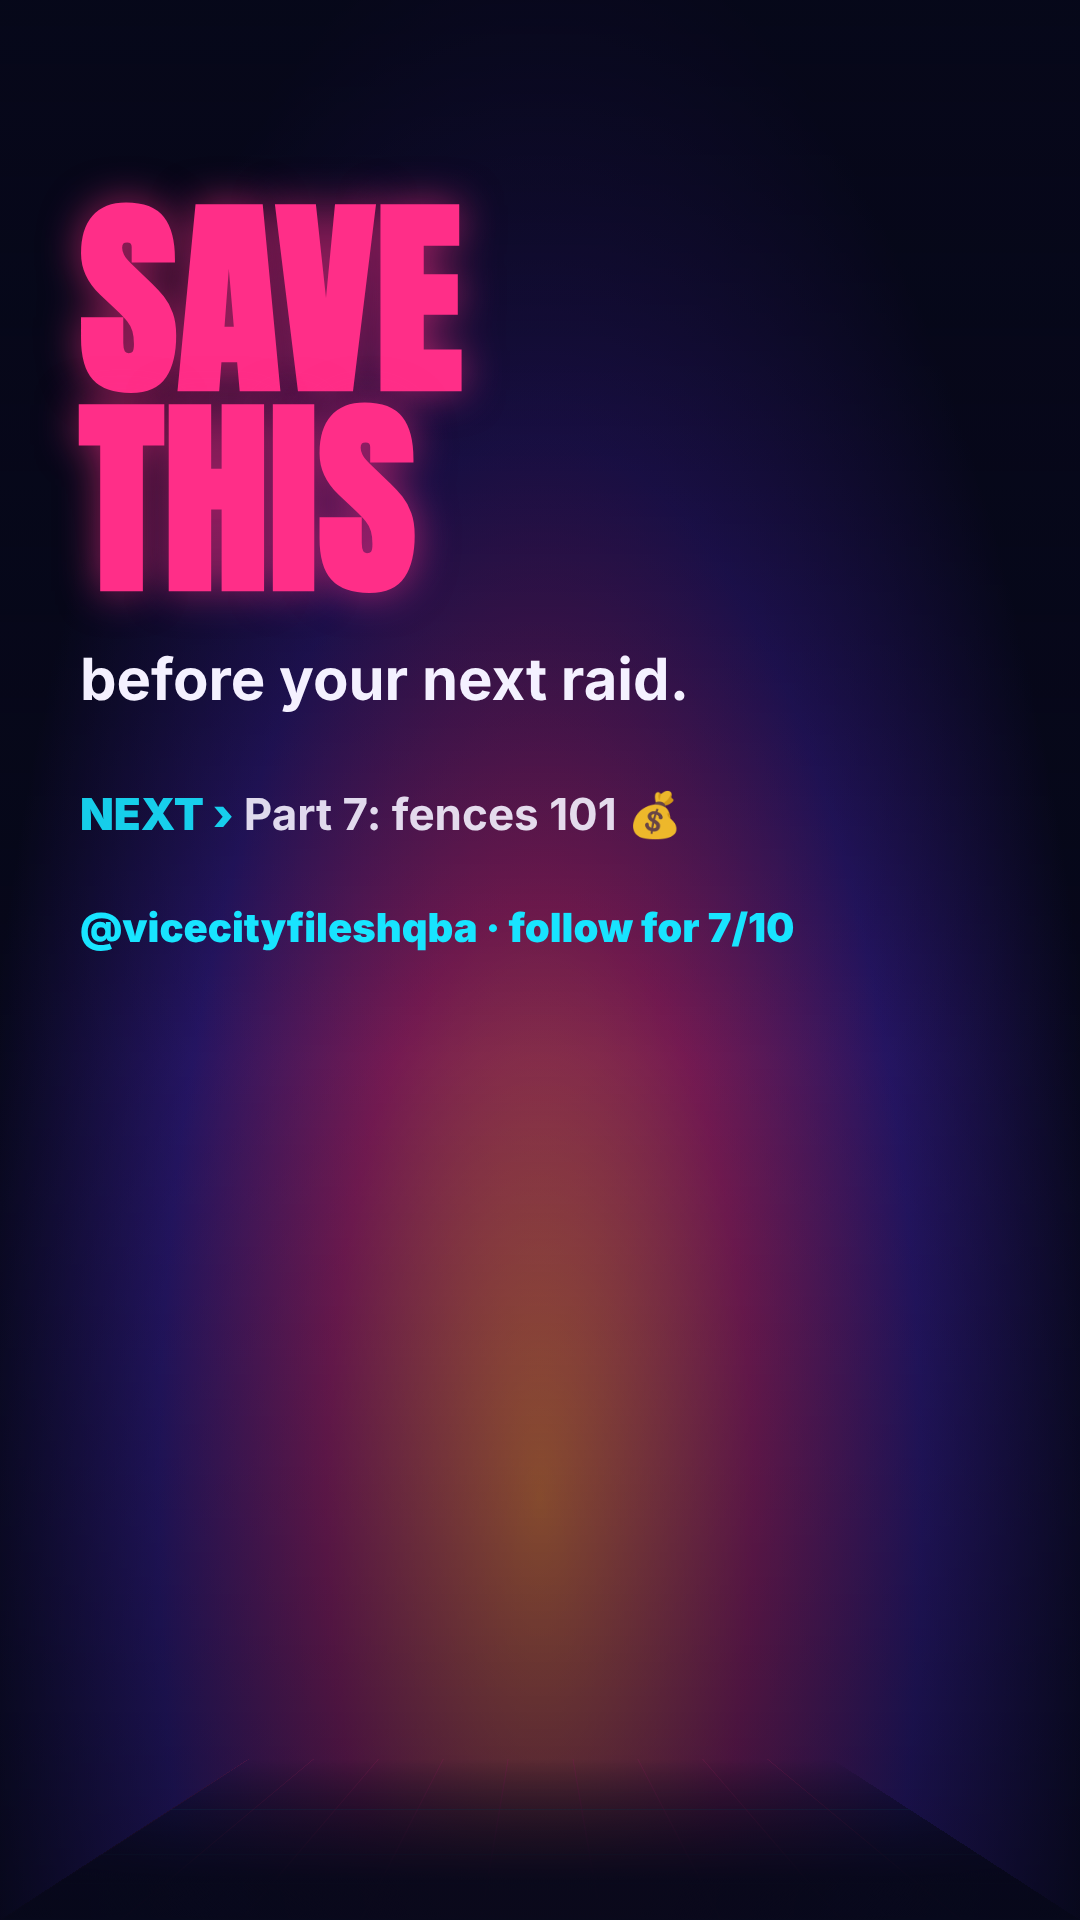 SAVE
THIS
before your next raid.
NEXT › Part 7: fences 101 💰
@vicecityfileshqba · follow for 7/10